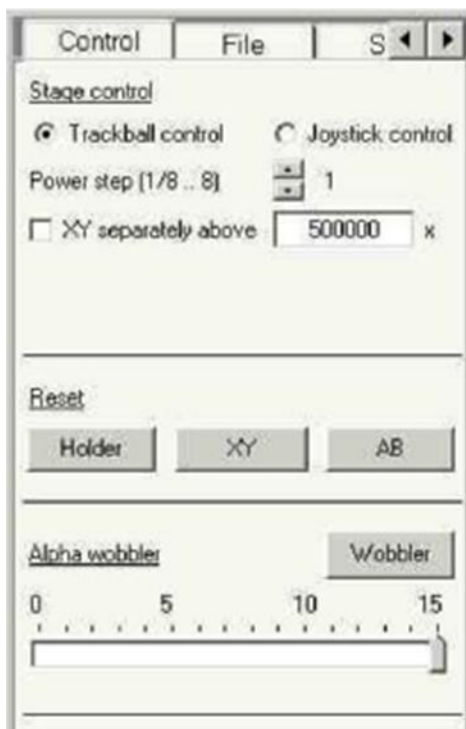 Control File S
Stage control
Trackball control Joystick control
Power step (1/8 .. 8) 1
XY separately above 500000 x
Reset
Holder XY AB
Alpha wobbler Wobbler
0 5 10 15